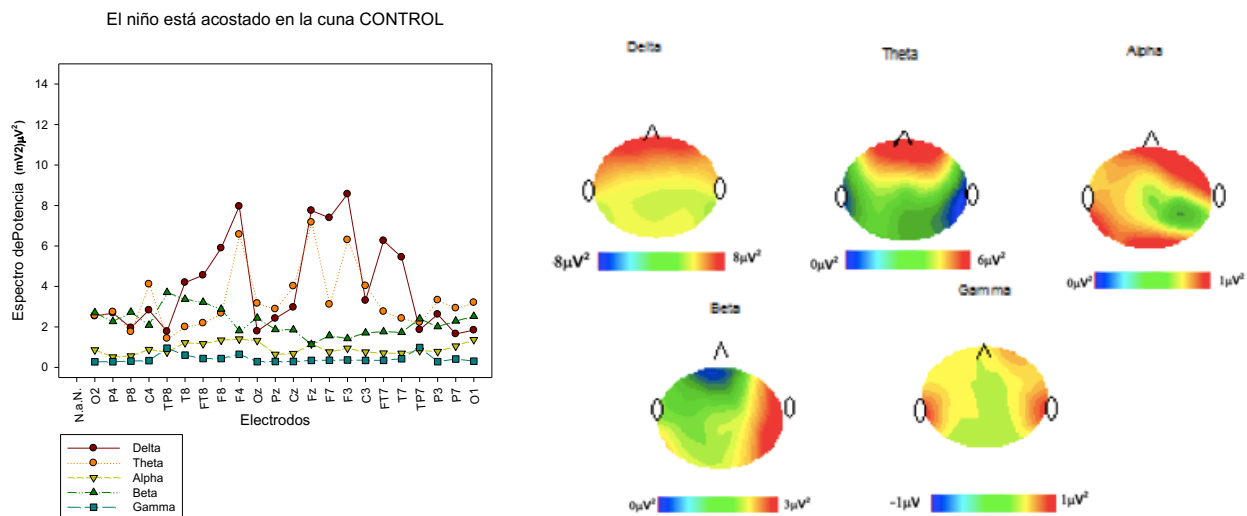 El niño está acostado en la cuna CONTROL
Espectro dePotencia (mV2/µV²)
14
12
10
8
6
4
2
0
N.a.N.
O2
P4
P8
C4
TP8
T8
FT8
F8
F4
Oz
Pz
Cz
Fz
F7
F3
C3
FT7
T7
TP7
P3
P7
O1
Electrodos
Delta
Theta
Alpha
Beta
Gamma
Delta
-8µV² 8µV²
Theta
0µV² 6µV²
Alpha
0µV² 1µV²
Beta
0µV² 3µV²
Gamma
-1µV 1µV²